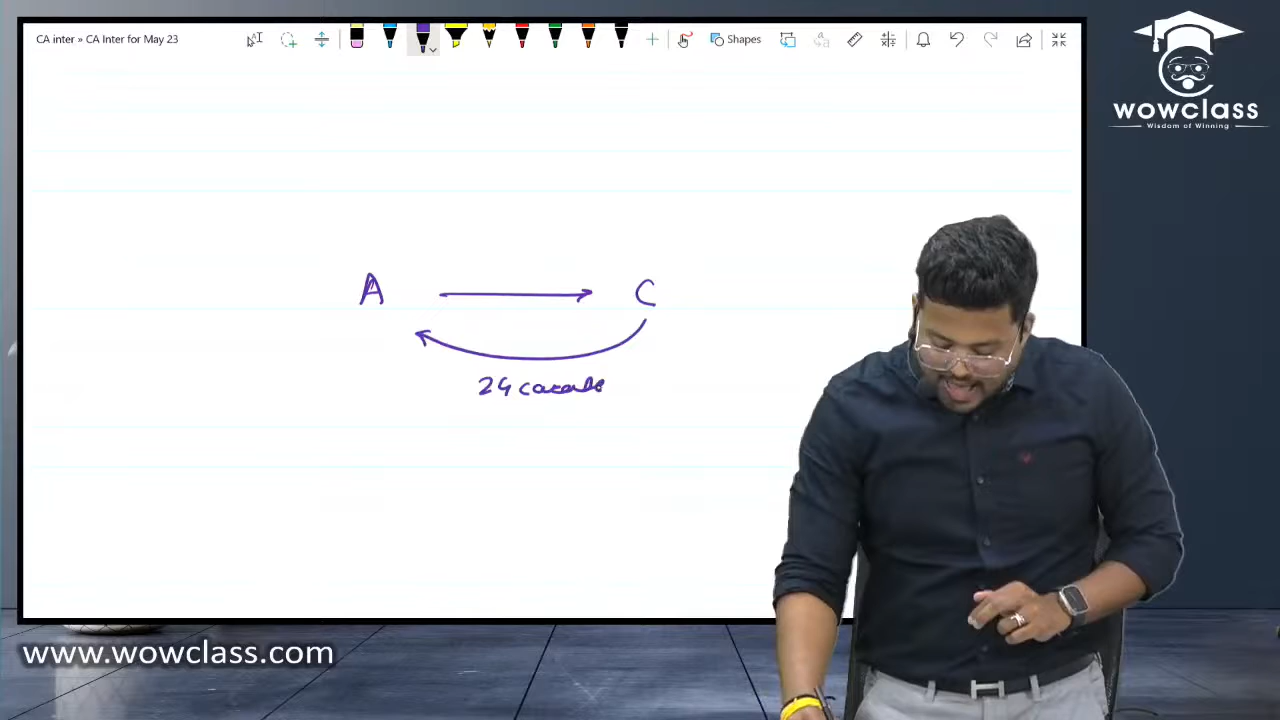 CA inter » CA Inter for May 23
Shapes
wowclass
Wisdom of Winning
A
C
24 carats
www.wowclass.com